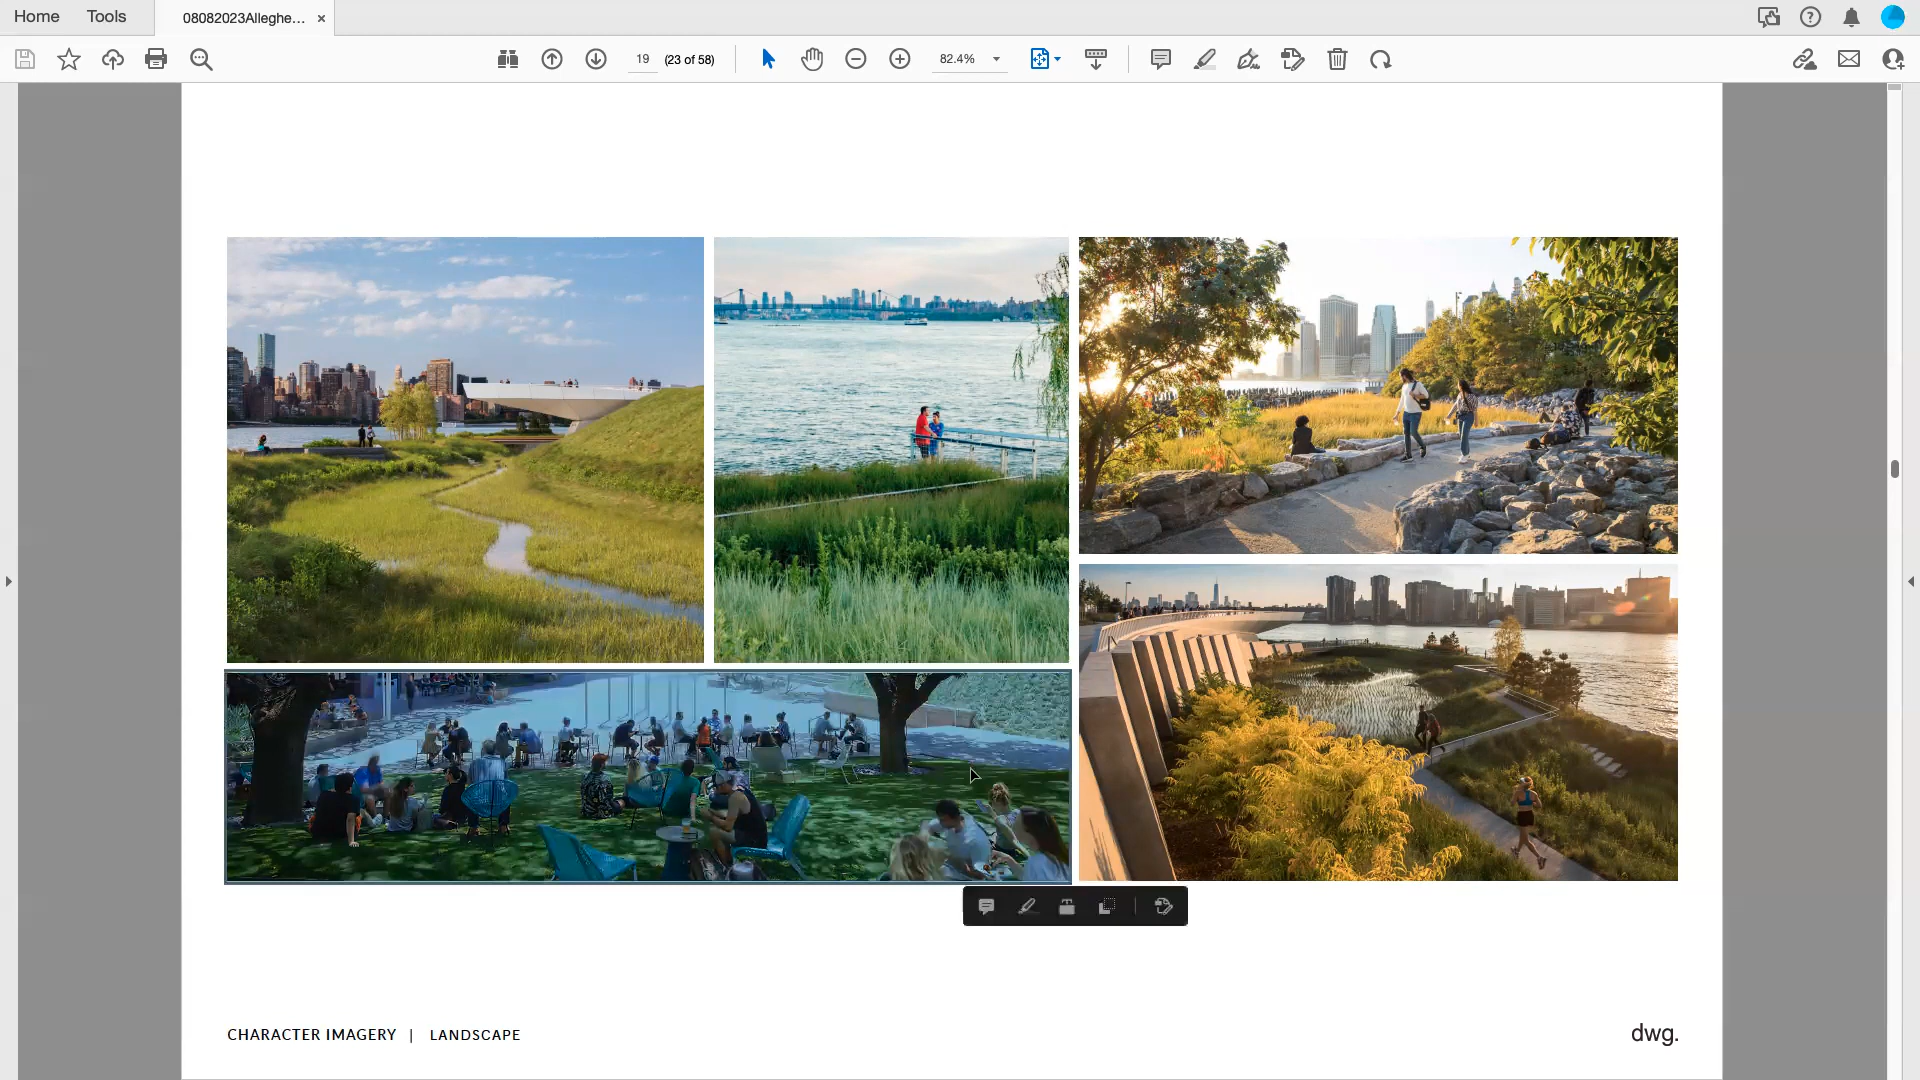 Home
Tools
08082023Alleghe...
19
(23 of 58)
82.4%
CHARACTER IMAGERY | LANDSCAPE
dwg.